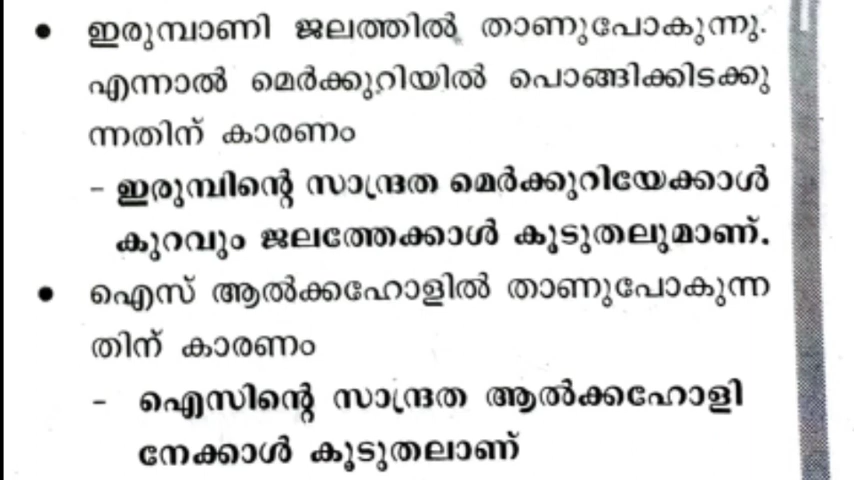 • ഇരുമ്പാണി ജലത്തിൽ താണുപോകുന്നു.
എന്നാൽ മെർക്കുറിയിൽ പൊങ്ങിക്കിടക്കു
ന്നതിന് കാരണം
- ഇരുമ്പിന്റെ സാന്ദ്രത മെർക്കുറിയേക്കാൾ
കുറവും ജലത്തേക്കാൾ കൂടുതലുമാണ്.
• ഐസ് ആൽക്കഹോളിൽ താണുപോകുന്ന
തിന് കാരണം
- ഐസിന്റെ സാന്ദ്രത ആൽക്കഹോളി
നേക്കാൾ കൂടുതലാണ്